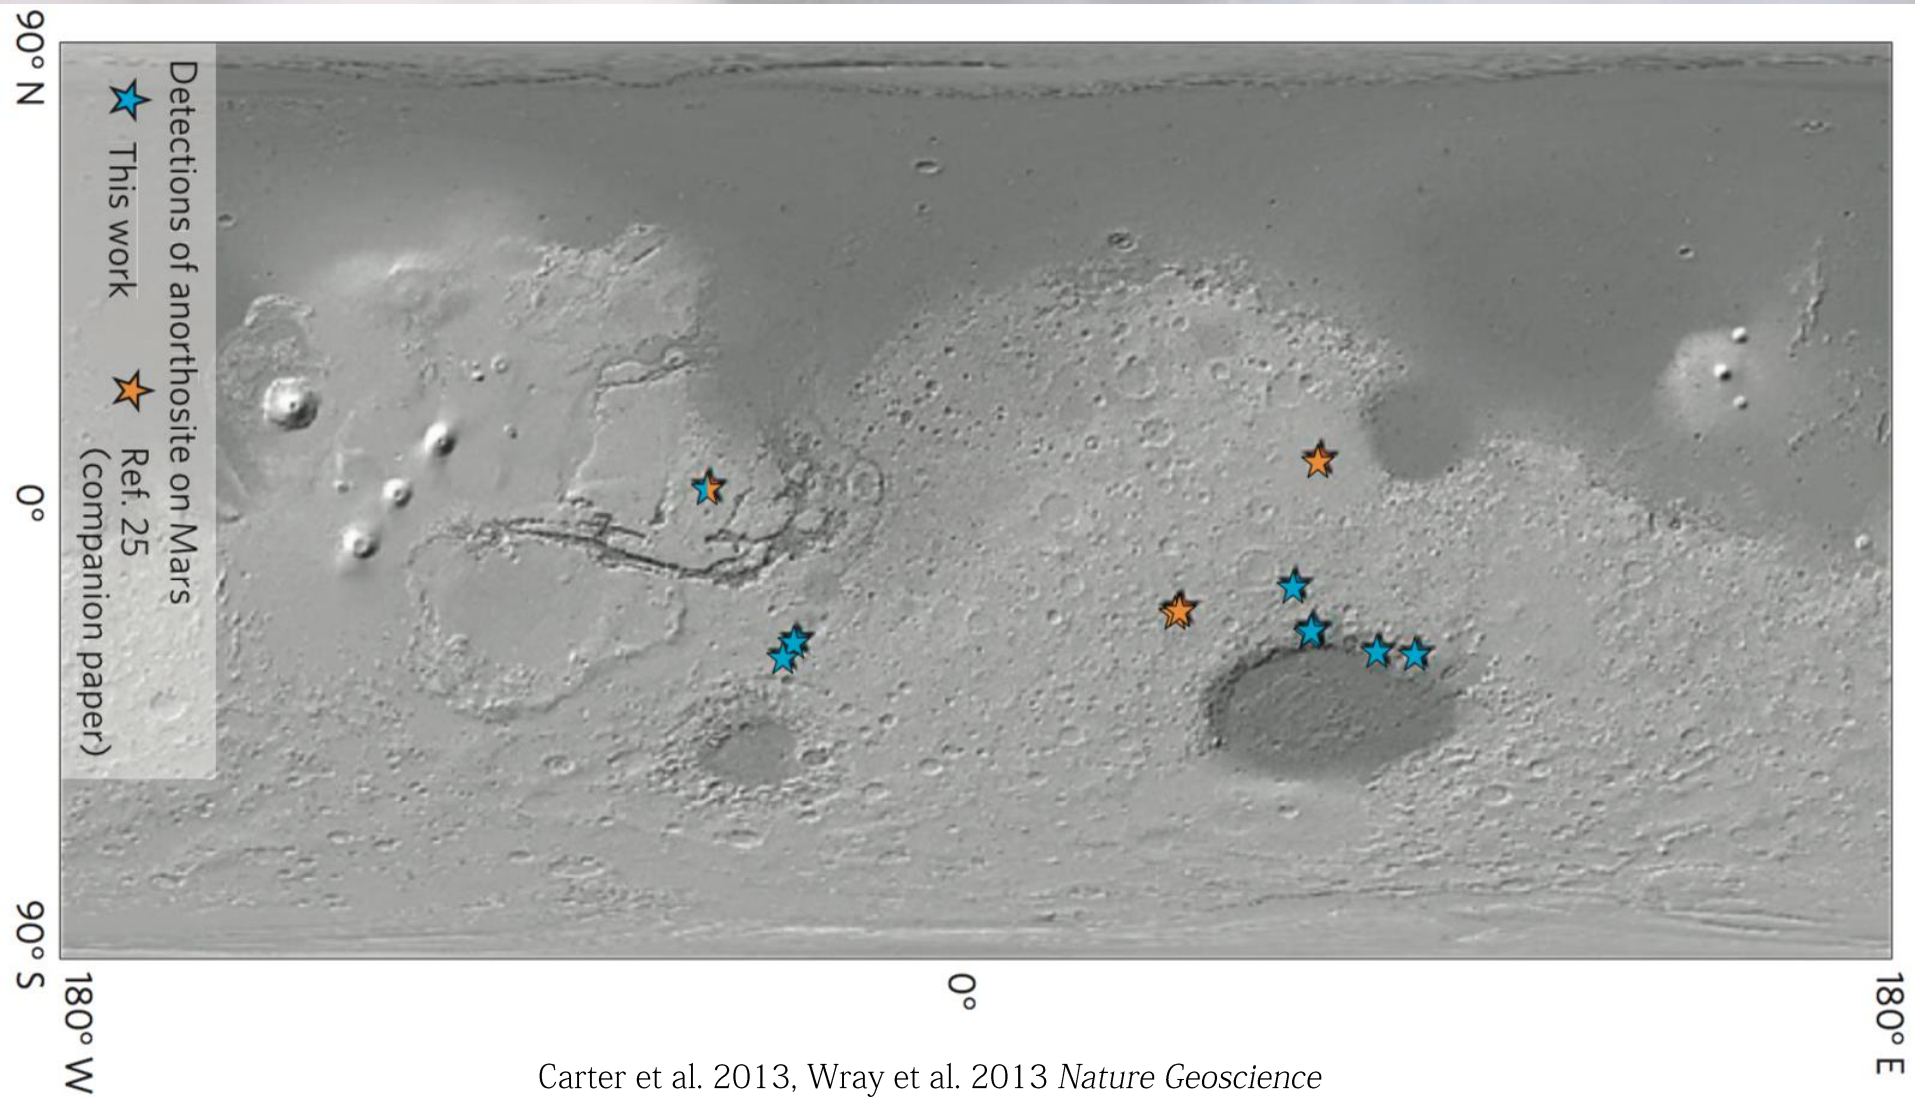 90° N
0°
90° S
180° W
0°
180° E
Detections of anorthosite on Mars
This work
Ref. 25
(companion paper)
Carter et al. 2013, Wray et al. 2013 Nature Geoscience